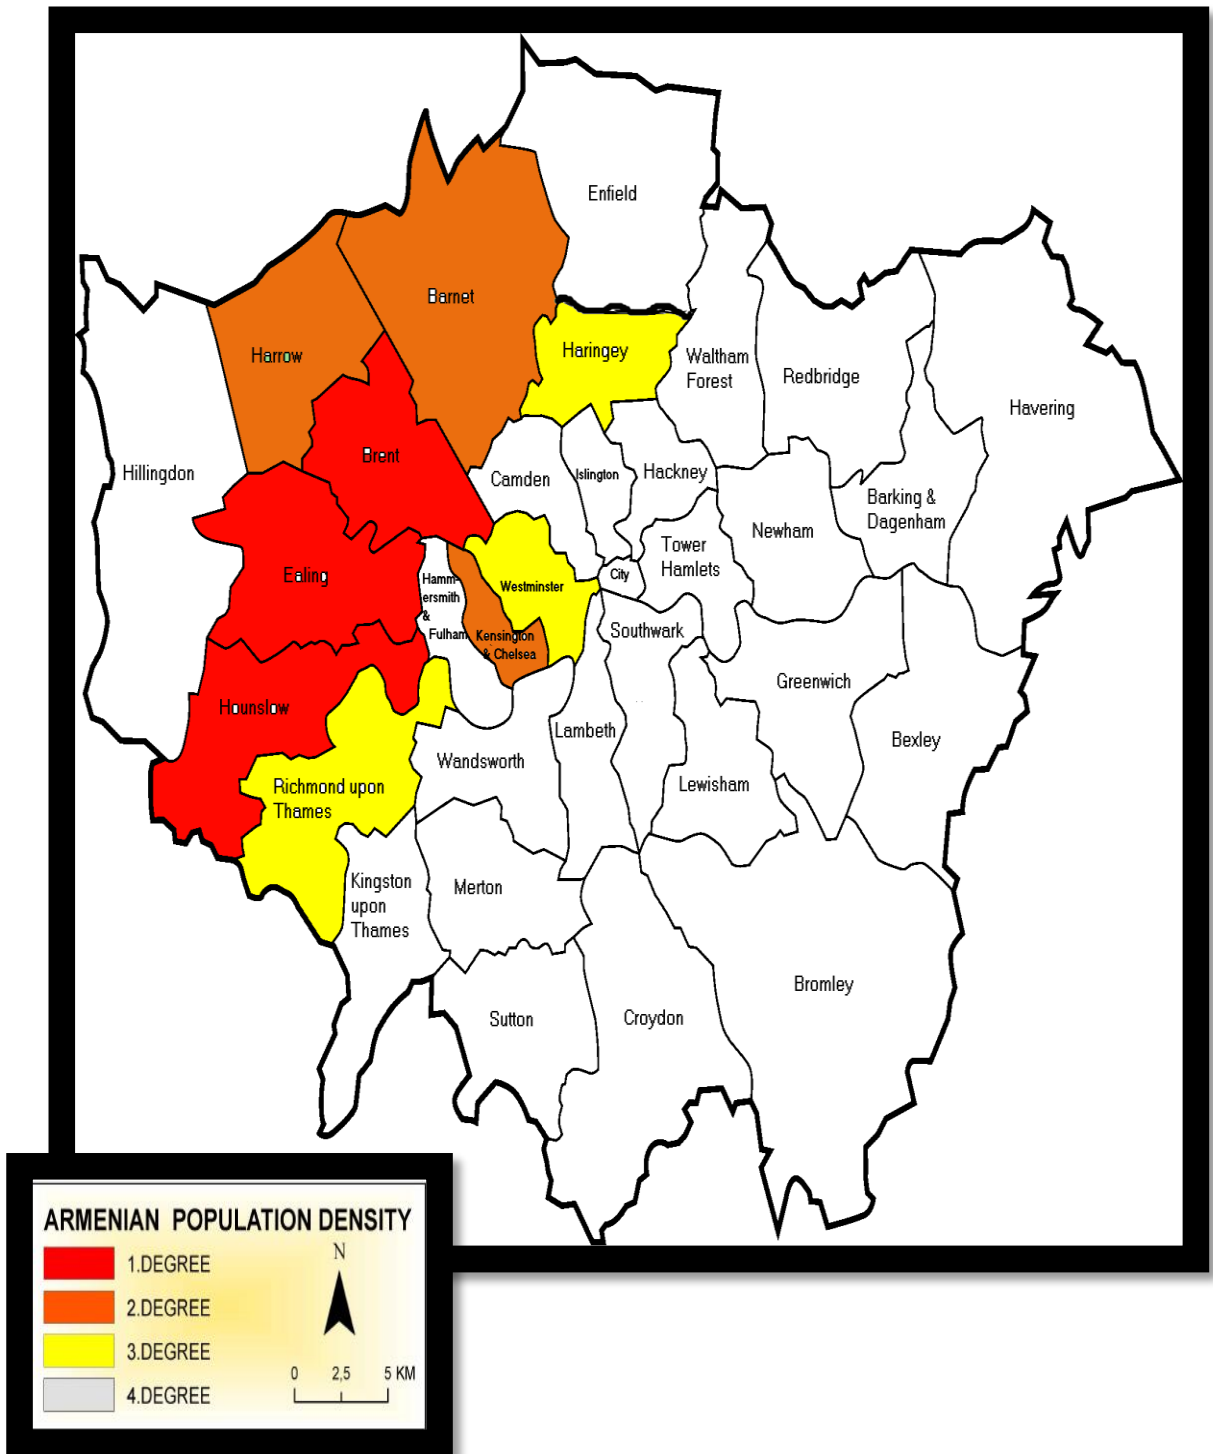 Enfield
Barnet
Harrow
Haringey
Waltham
Forest
Redbridge
Havering
Hillingdon
Brent
Camden
Islington
Hackney
Barking &
Dagenham
Newham
Tower
Hamlets
City
Ealing
Hamm-
ersmith
&
Fulham
Westminster
Kensington
& Chelsea
Southwark
Greenwich
Bexley
Hounslow
Richmond upon
Thames
Wandsworth
Lambeth
Lewisham
Kingston
upon
Thames
Merton
Sutton
Croydon
Bromley
ARMENIAN POPULATION DENSITY
1.DEGREE
2.DEGREE
3.DEGREE
4.DEGREE
N
0 2,5 5 KM